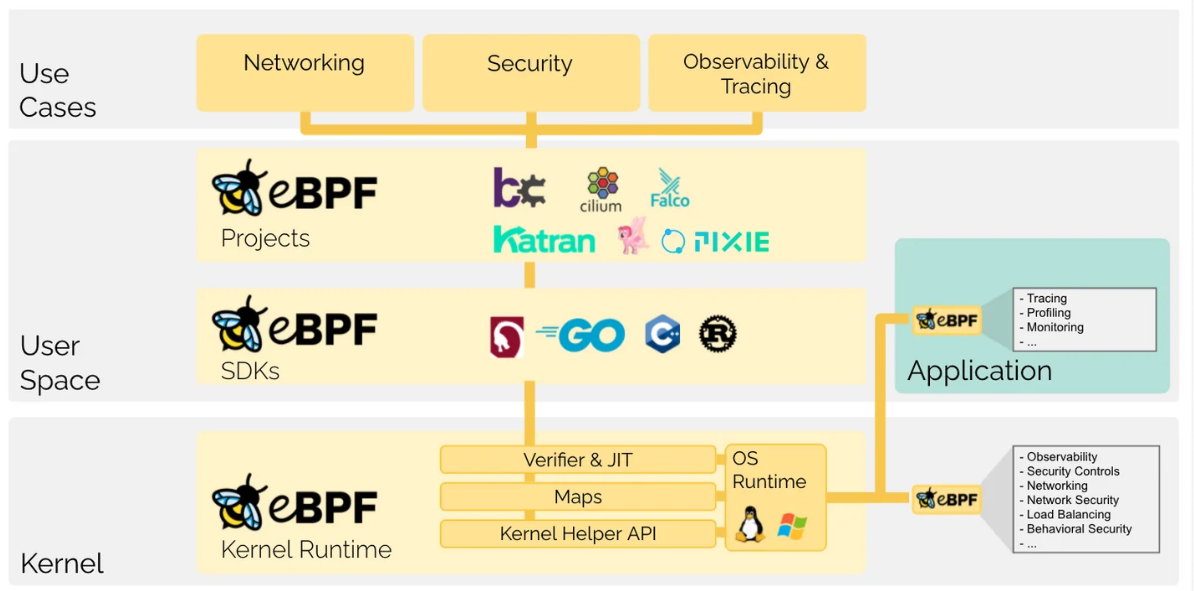 Use
Cases
Networking
Security
Observability &
Tracing
eBPF
Projects
bc
cilium
Falco
Katran
PIXIE
User
Space
eBPF
SDKs
GO
C++
R
eBPF
- Tracing
- Profiling
- Monitoring
- ...
Application
Kernel
eBPF
Kernel Runtime
Verifier & JIT
Maps
Kernel Helper API
OS
Runtime
eBPF
- Observability
- Security Controls
- Networking
- Network Security
- Load Balancing
- Behavioral Security
- ...